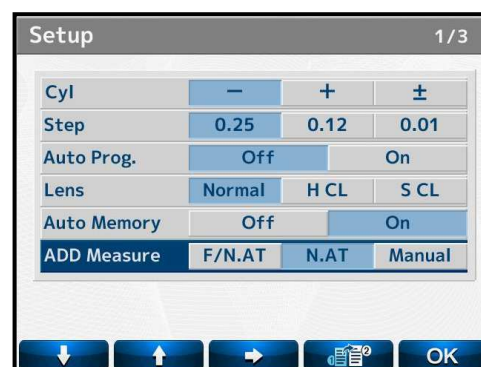 Setup 1/3
Cyl − + ±
Step 0.25 0.12 0.01
Auto Prog. Off On
Lens Normal H CL S CL
Auto Memory Off On
ADD Measure F/N.AT N.AT Manual
2 OK